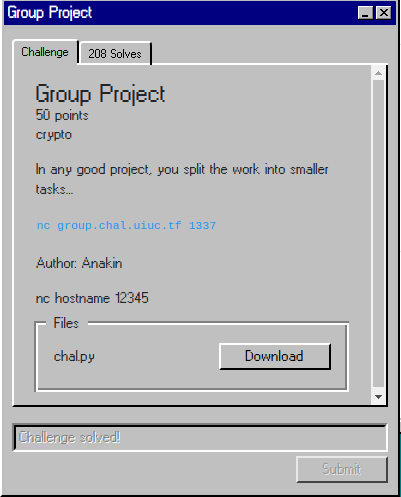 Group Project
Challenge
208 Solves
Group Project
50 points
crypto
In any good project, you split the work into smaller
tasks...
nc group.chal.uiuc.tf 1337
Author: Anakin
nc hostname 12345
Files
chal.py
Download
Challenge solved!
Submit